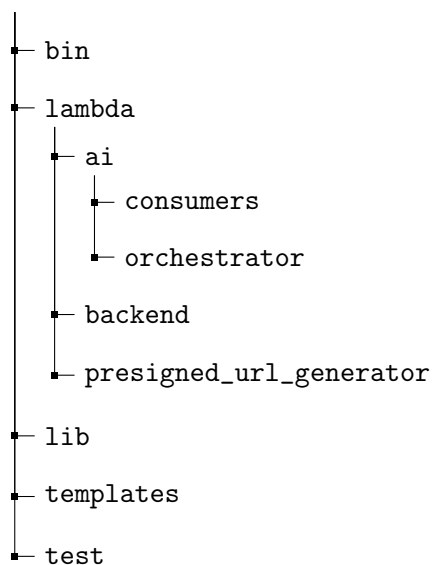 bin
lambda
ai
consumers
orchestrator
backend
presigned_url_generator
lib
templates
test